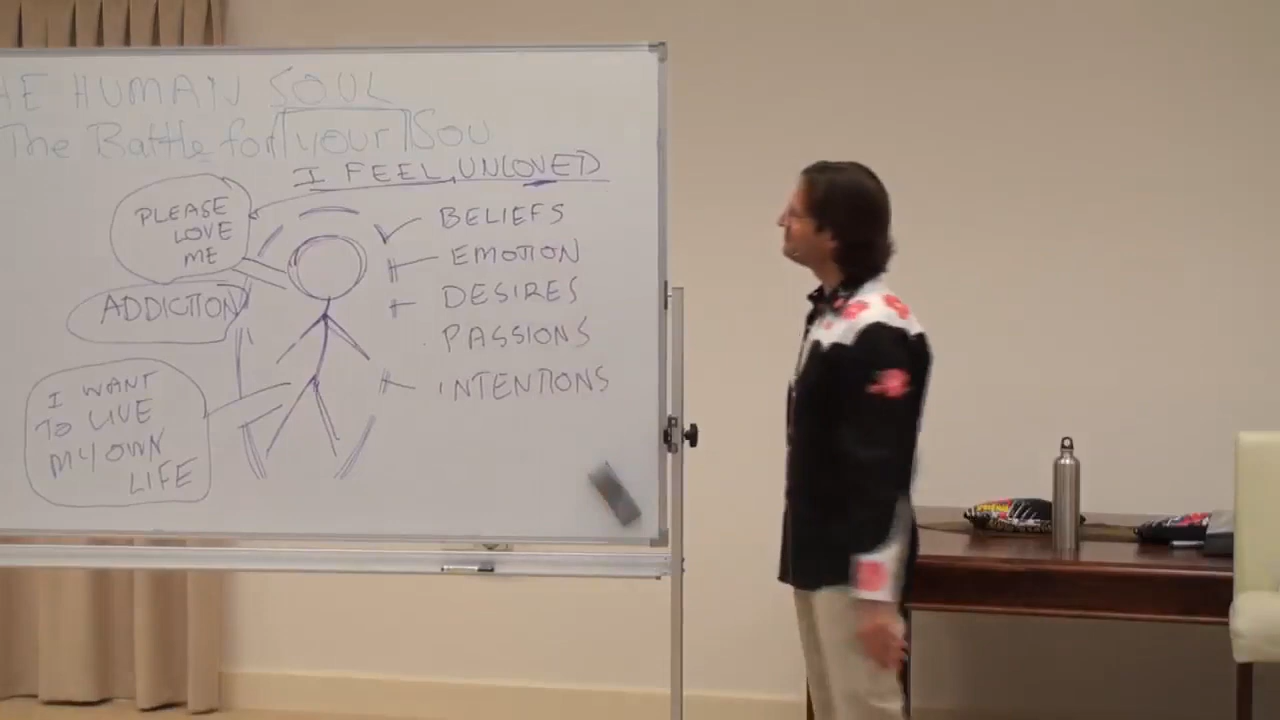 HE HUMAN SOUL
The Battle for your Sou
I FEEL UNLOVED
PLEASE
LOVE
ME
ADDICTION
I WANT
TO LIVE
MY OWN
LIFE
BELIEFS
EMOTION
DESIRES
PASSIONS
INTENTIONS